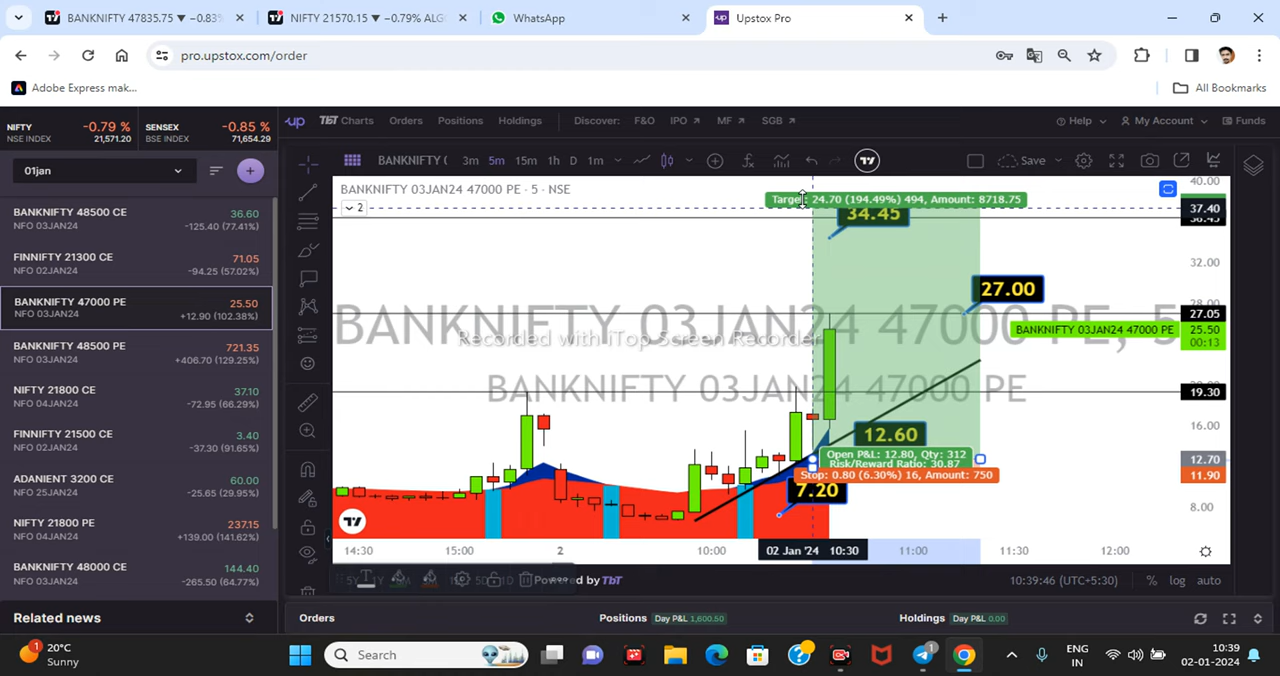 BANKNIFTY 47835.75 ▼ −0.83%
NIFTY 21570.15 ▼ −0.79% ALG
WhatsApp
Upstox Pro
pro.upstox.com/order
Adobe Express mak...
All Bookmarks
NIFTY -0.79 %
NSE INDEX 21,571.20
SENSEX -0.85 %
BSE INDEX 71,654.29
up TbT Charts Orders Positions Holdings Discover: F&O IPO MF SGB Help My Account Funds
01jan
BANKNIFTY 48500 CE 36.60
NFO 03JAN24 -125.40 (77.41%)
FINNIFTY 21300 CE 71.05
NFO 02JAN24 -94.25 (57.02%)
BANKNIFTY 47000 PE 25.50
NFO 03JAN24 +12.90 (102.38%)
BANKNIFTY 48500 PE 721.35
NFO 03JAN24 +406.70 (129.25%)
NIFTY 21800 CE 37.10
NFO 04JAN24 -72.95 (66.29%)
FINNIFTY 21500 CE 3.40
NFO 02JAN24 -37.30 (91.65%)
ADANIENT 3200 CE 60.00
NFO 25JAN24 -25.65 (29.95%)
NIFTY 21800 PE 237.15
NFO 04JAN24 +139.00 (141.62%)
BANKNIFTY 48000 CE 144.40
NFO 03JAN24 -265.50 (64.77%)
Related news
BANKNIFTY ( 3m 5m 15m 1h D 1m Save
BANKNIFTY 03JAN24 47000 PE · 5 · NSE
2
Target: 24.70 (194.49%) 494, Amount: 8718.75
34.45
27.00
BANKNIFTY 03JAN24 47000 PE, 5
BANKNIFTY 03JAN24 47000 PE
Recorded with iTop Screen Recorder
BANKNIFTY 03JAN24 47000 PE
12.60
Open P&L: 12.80, Qty: 312
Risk/Reward Ratio: 30.87
Stop: 0.80 (6.30%) 16, Amount: 750
7.20
40.00
37.40
32.00
27.05
25.50
00:13
19.30
16.00
12.70
11.90
8.00
14:30 15:00 2 10:00 02 Jan '24 10:30 11:00 11:30 12:00
Powered by TbT
10:39:46 (UTC+5:30) % log auto
Orders Positions Day P&L 1,600.50 Holdings Day P&L 0.00
20°C
Sunny
Search
ENG
IN
10:39
02-01-2024